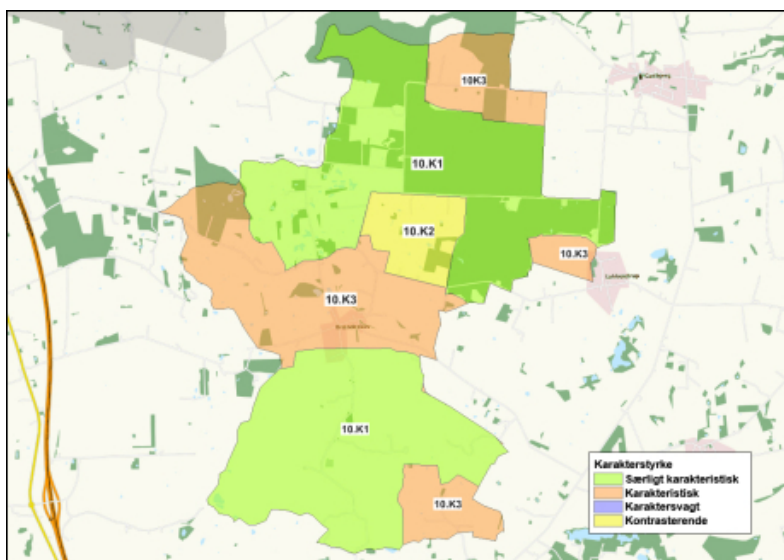 10K3
10.K1
10.K2
10.K3
10.K3
10.K1
10.K3
Karakterstyrke
Særligt karakteristisk
Karakteristisk
Karaktersvagt
Kontrasterende